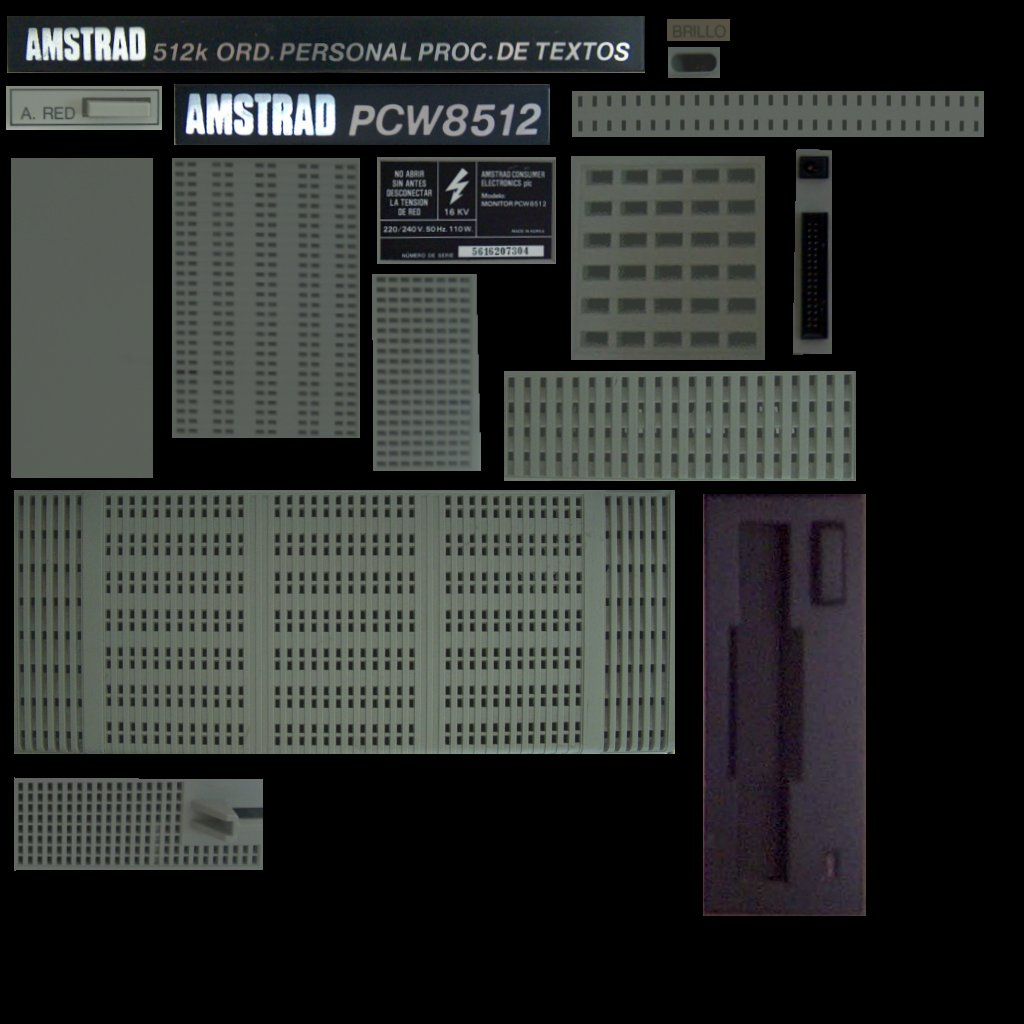 AMSTRAD 512k ORD. PERSONAL PROC. DE TEXTOS
BRILLO
A. RED
AMSTRAD PCW8512
NO ABRIR
SIN ANTES
DESCONECTAR
LA TENSION
DE RED
16 KV
AMSTRAD CONSUMER
ELECTRONICS plc
Modelo:
MONITOR PCW8512
220/240 V. 50 Hz. 110 W.
MADE IN KOREA
NÚMERO DE SERIE 5616207304